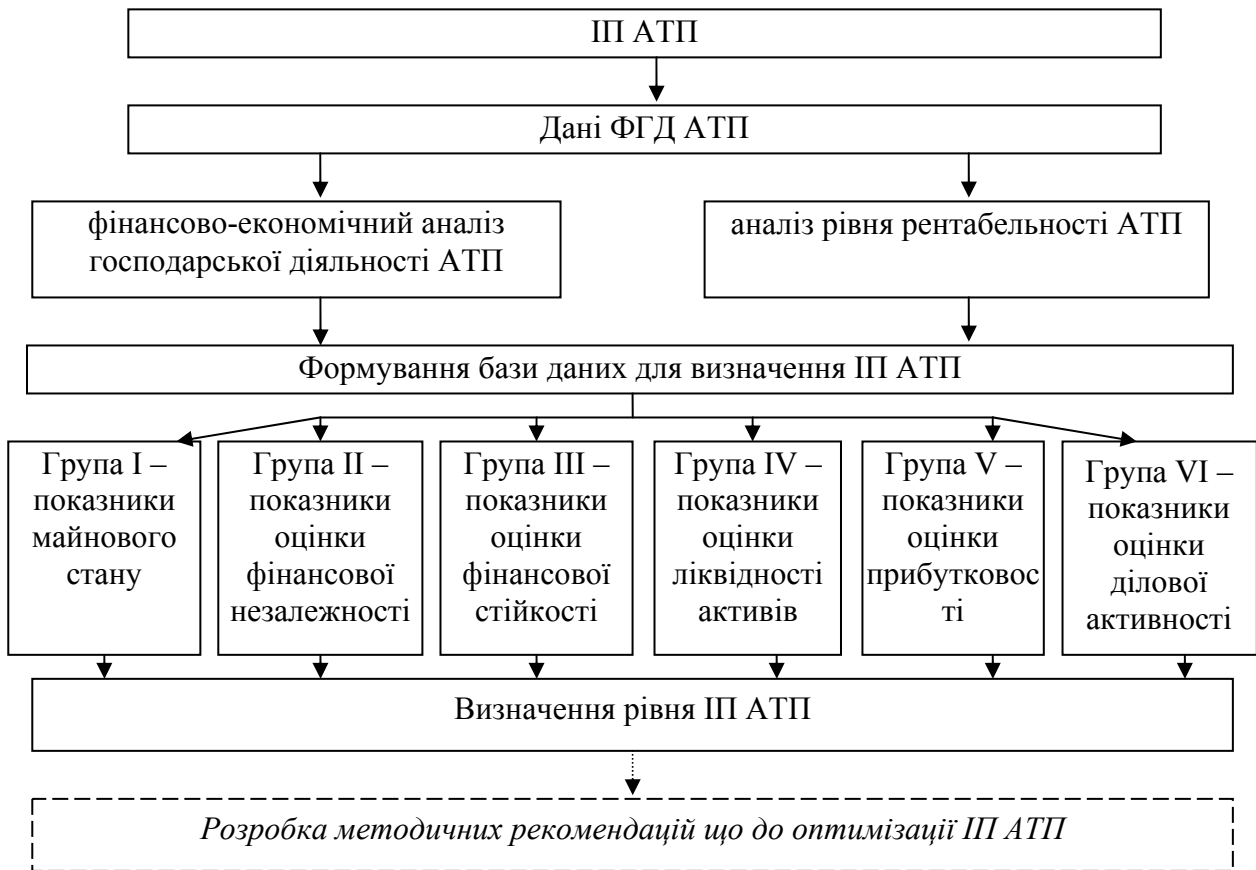 ІП АТП
Дані ФГД АТП
фінансово-економічний аналіз
господарської діяльності АТП
аналіз рівня рентабельності АТП
Формування бази даних для визначення ІП АТП
Група I –
показники
майнового
стану
Група II –
показники
оцінки
фінансової
незалежності
Група III –
показники
оцінки
фінансової
стійкості
Група IV –
показники
оцінки
ліквідності
активів
Група V –
показники
оцінки
прибутковос
ті
Група VI –
показники
оцінки
ділової
активності
Визначення рівня ІП АТП
Розробка методичних рекомендацій що до оптимізації ІП АТП